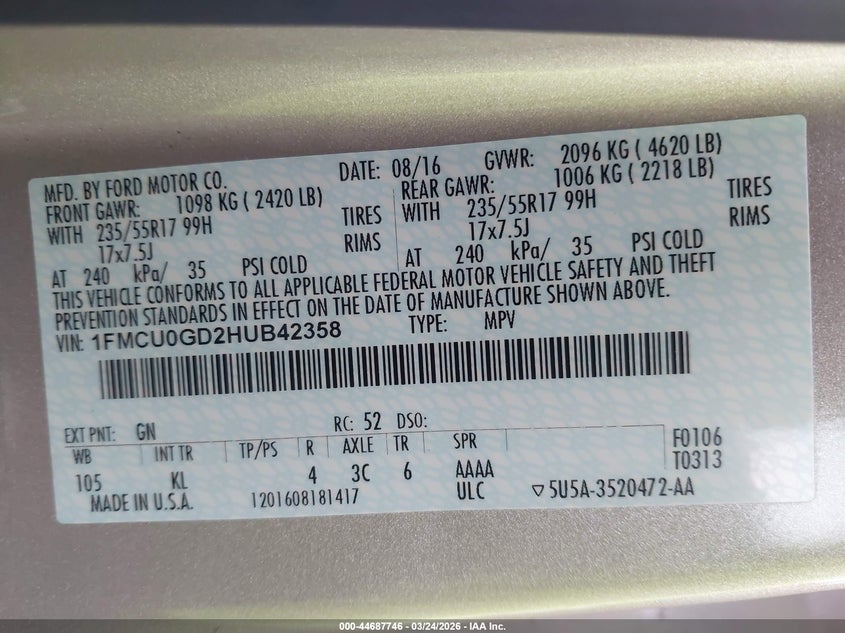 MFD. BY FORD MOTOR CO. DATE: 08/16 GVWR: 2096 KG ( 4620 LB)
FRONT GAWR: 1098 KG ( 2420 LB) REAR GAWR: 1006 KG ( 2218 LB)
WITH 235/55R17 99H TIRES WITH 235/55R17 99H TIRES
17x7.5J RIMS 17x7.5J RIMS
AT 240 kPa/ 35 PSI COLD AT 240 kPa/ 35 PSI COLD
THIS VEHICLE CONFORMS TO ALL APPLICABLE FEDERAL MOTOR VEHICLE SAFETY AND THEFT
PREVENTION STANDARDS IN EFFECT ON THE DATE OF MANUFACTURE SHOWN ABOVE.
VIN: 1FMCU0GD2HUB42358 TYPE: MPV
EXT PNT: GN RC: 52 DSO: F0106
WB INT TR TP/PS R AXLE TR SPR T0313
105 KL 4 3C 6 AAAA
MADE IN U.S.A. 1201608181417 ULC ▽5U5A-3520472-AA
000-44687746 - 03/24/2026 - IAA Inc.